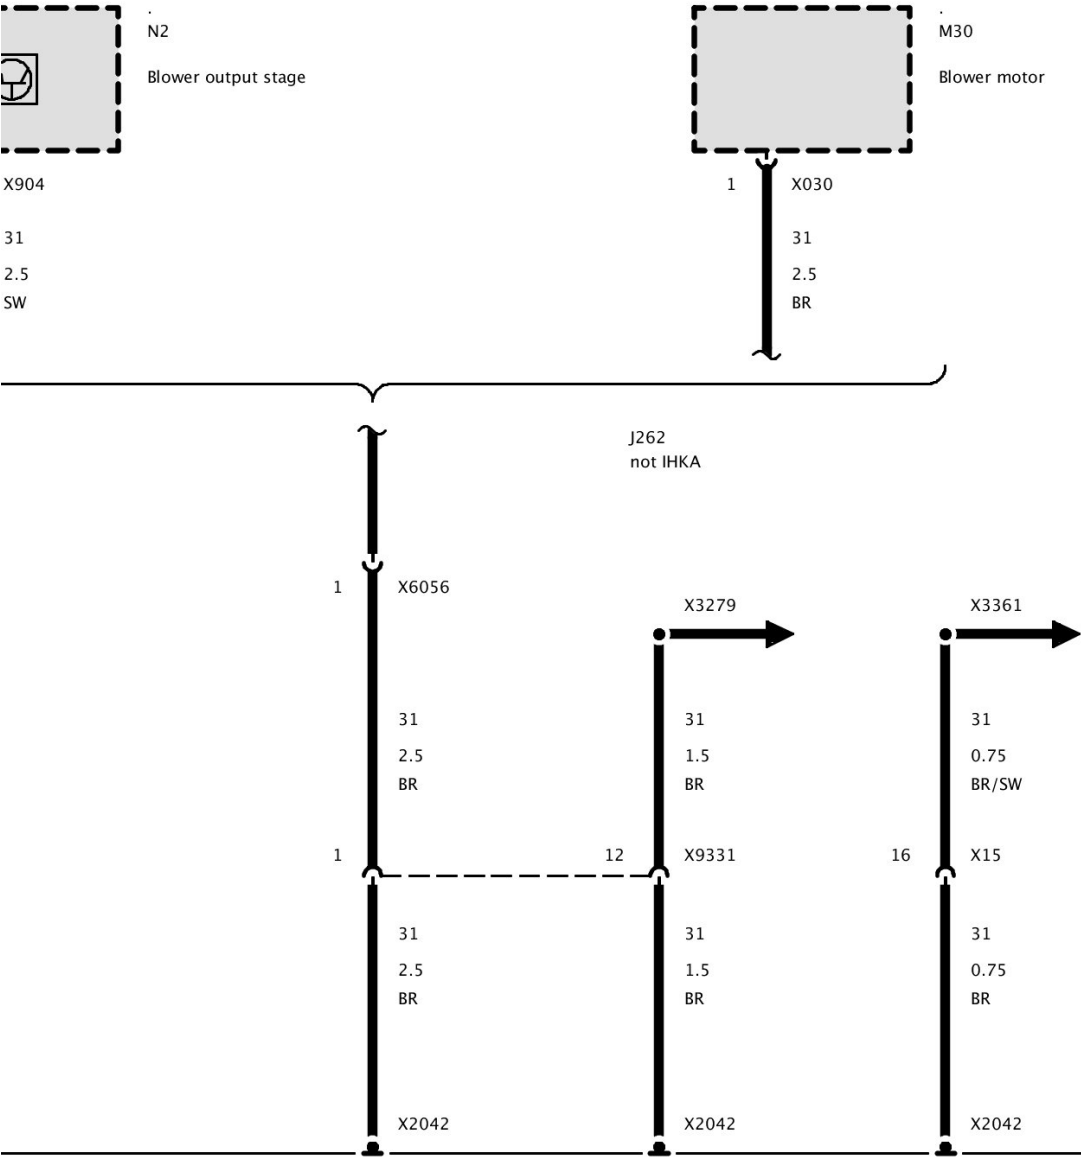 .
N2
Blower output stage
.
M30
Blower motor
X904
1 X030
31
2.5
SW
31
2.5
BR
J262
not IHKA
1 X6056
X3279
X3361
31
2.5
BR
31
1.5
BR
31
0.75
BR/SW
1
12 X9331
16 X15
31
2.5
BR
31
1.5
BR
31
0.75
BR
X2042
X2042
X2042